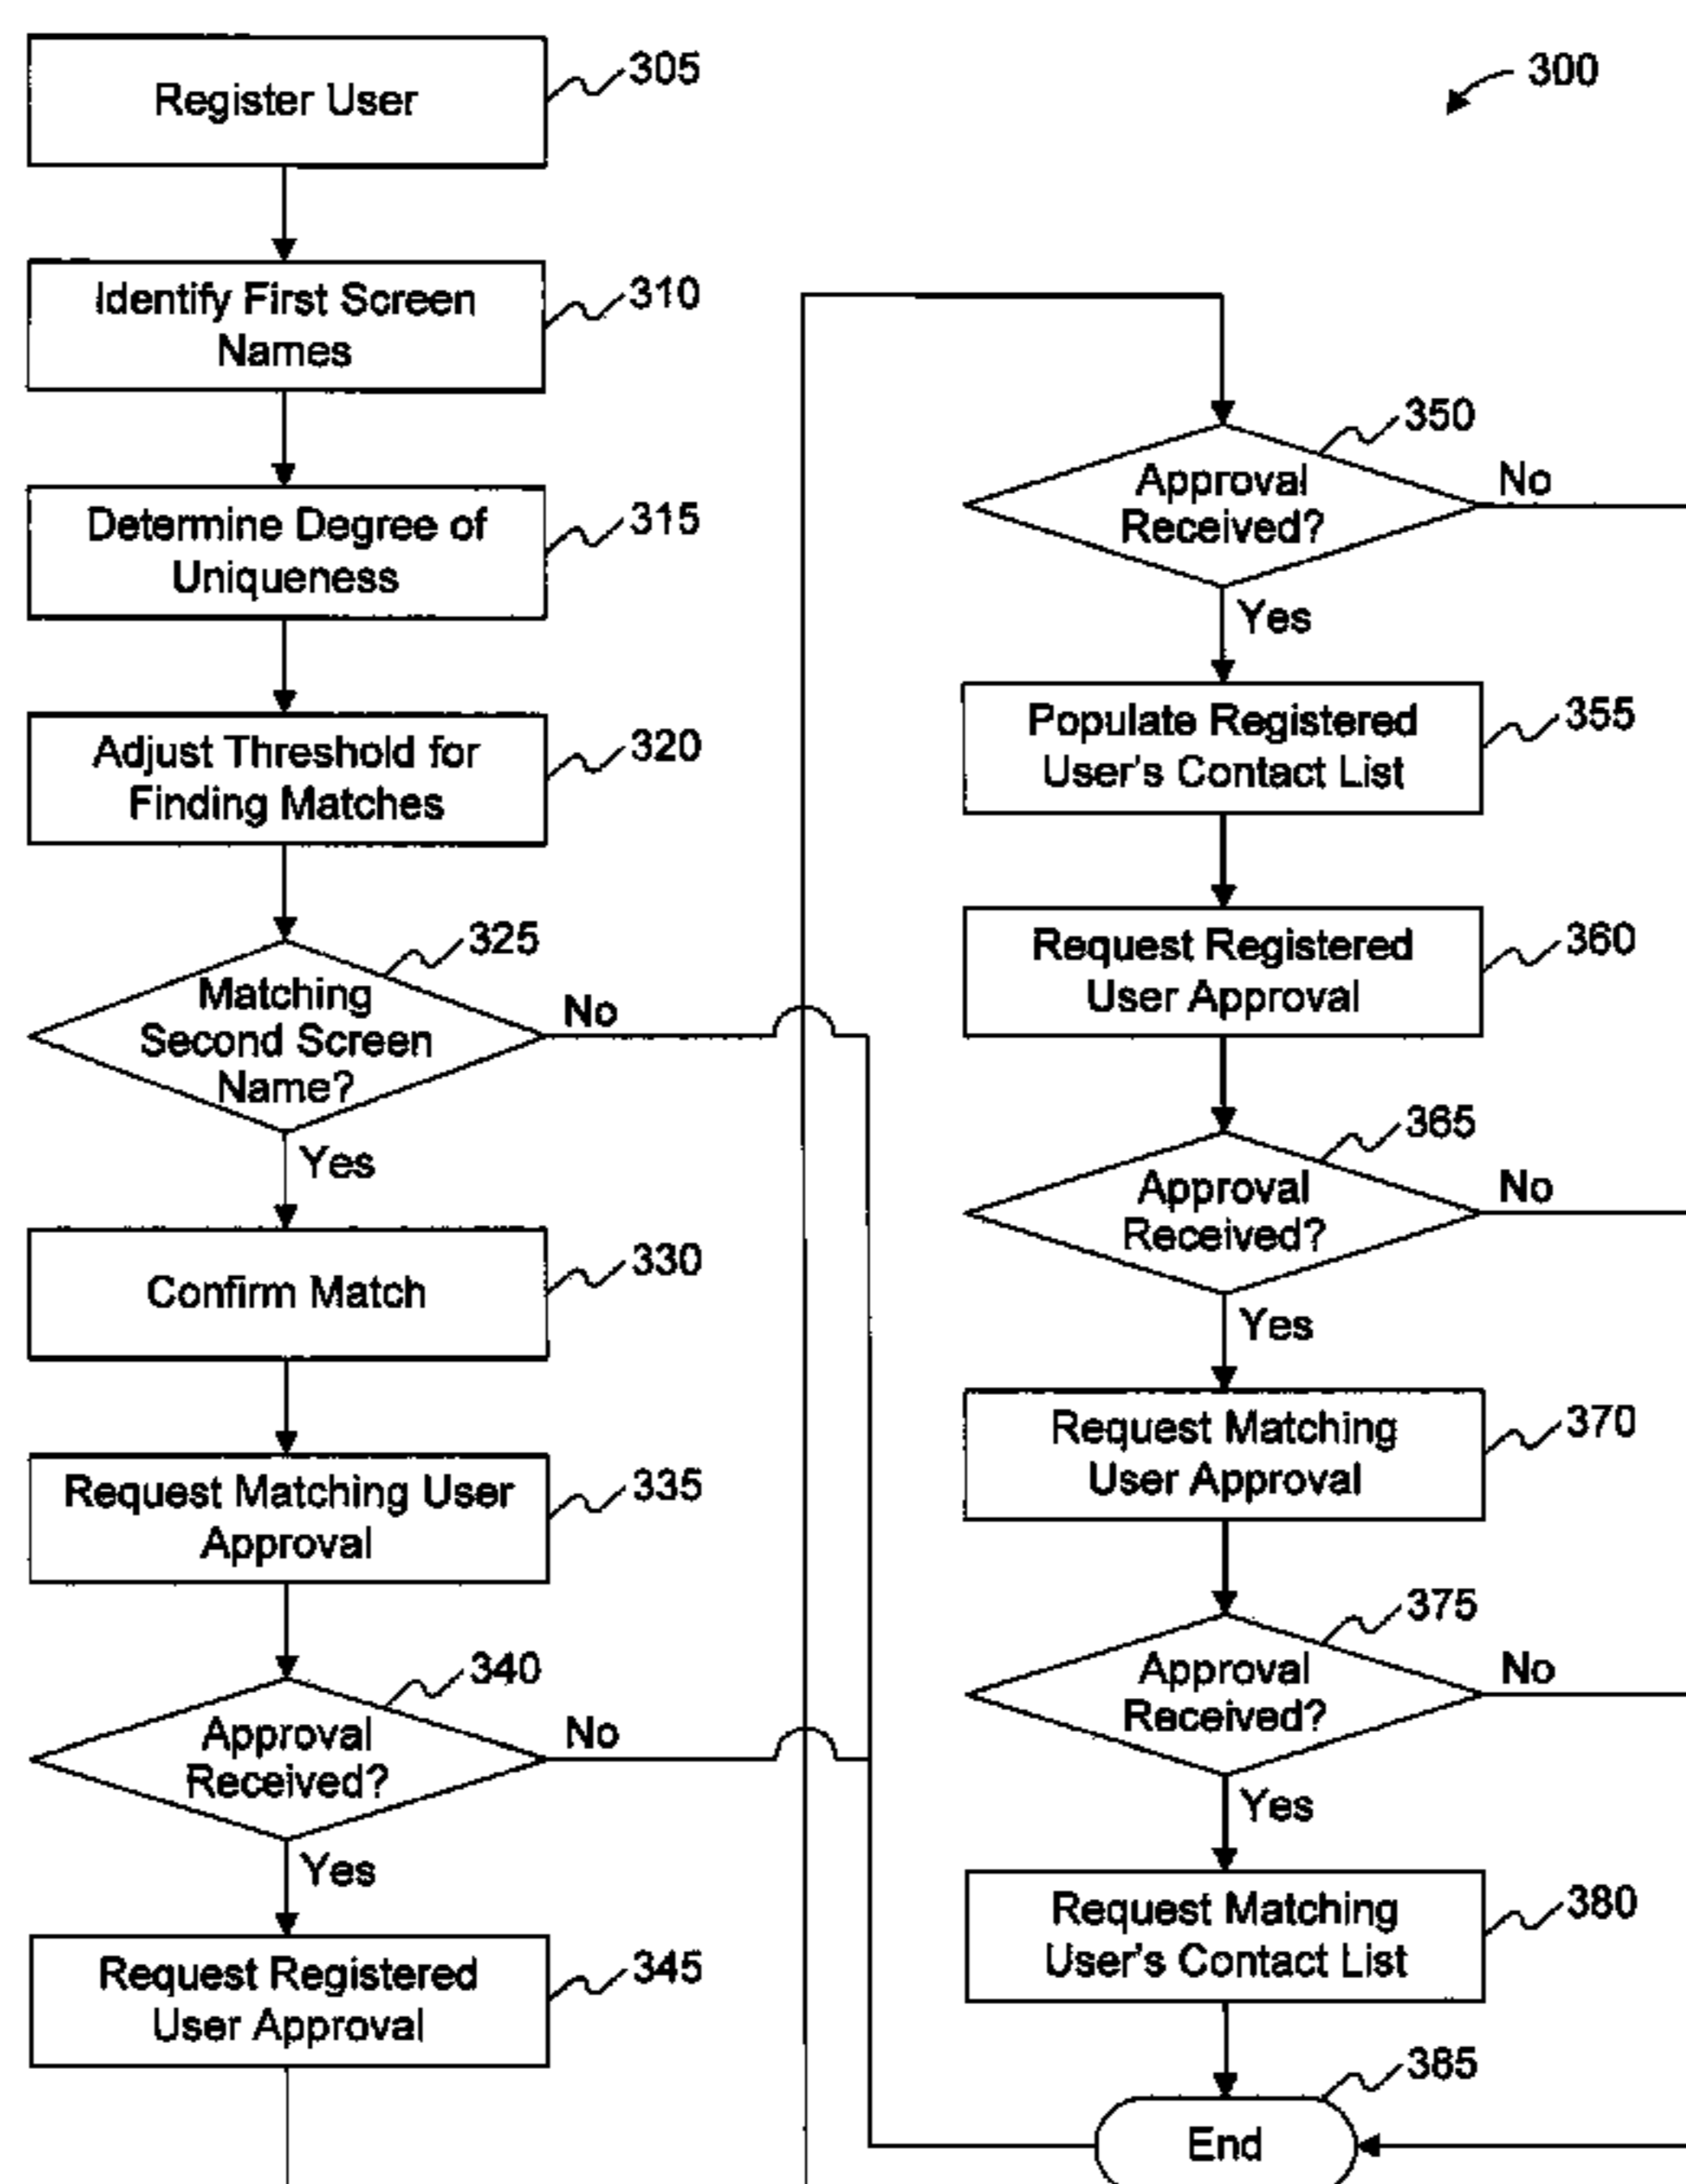 300
Register User
305
Identify First Screen
Names
310
Determine Degree of
Uniqueness
315
Adjust Threshold for
Finding Matches
320
Matching
Second Screen
Name?
325
No
Yes
Confirm Match
330
Request Matching User
Approval
335
Approval
Received?
340
No
Yes
Request Registered
User Approval
345
Approval
Received?
350
No
Yes
Populate Registered
User's Contact List
355
Request Registered
User Approval
360
Approval
Received?
365
No
Yes
Request Matching
User Approval
370
Approval
Received?
375
No
Yes
Request Matching
User's Contact List
380
End
385